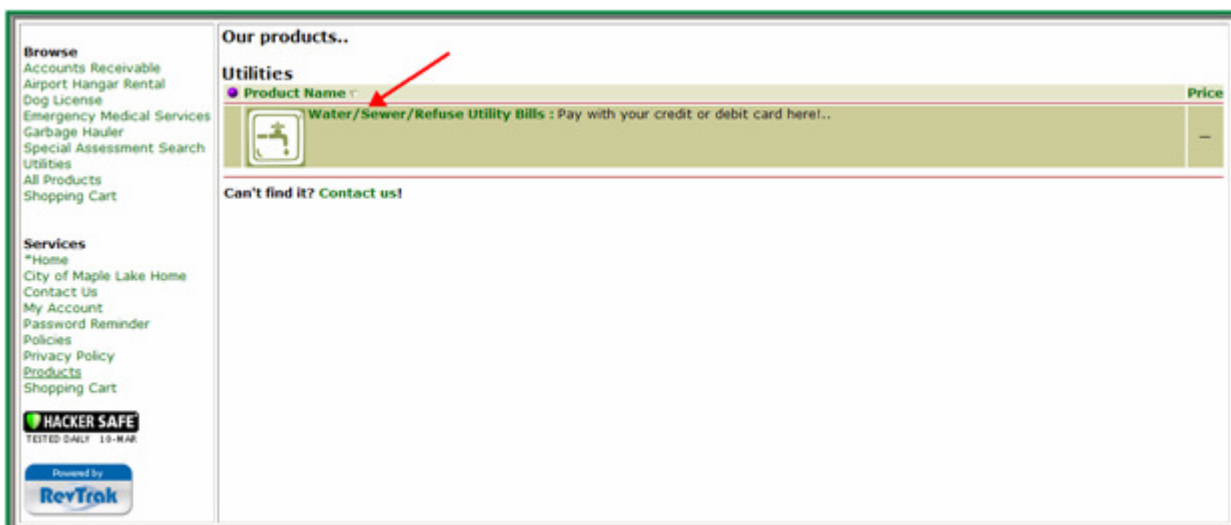 Browse
Accounts Receivable
Airport Hangar Rental
Dog License
Emergency Medical Services
Garbage Hauler
Special Assessment Search
Utilities
All Products
Shopping Cart
Services
*Home
City of Maple Lake Home
Contact Us
My Account
Password Reminder
Policies
Privacy Policy
Products
Shopping Cart
HACKER SAFE
TESTED DAILY 10-MAR
Powered by
RevTrak
Our products..
Utilities
Product Name Price
Water/Sewer/Refuse Utility Bills : Pay with your credit or debit card here!..
—
Can't find it? Contact us!